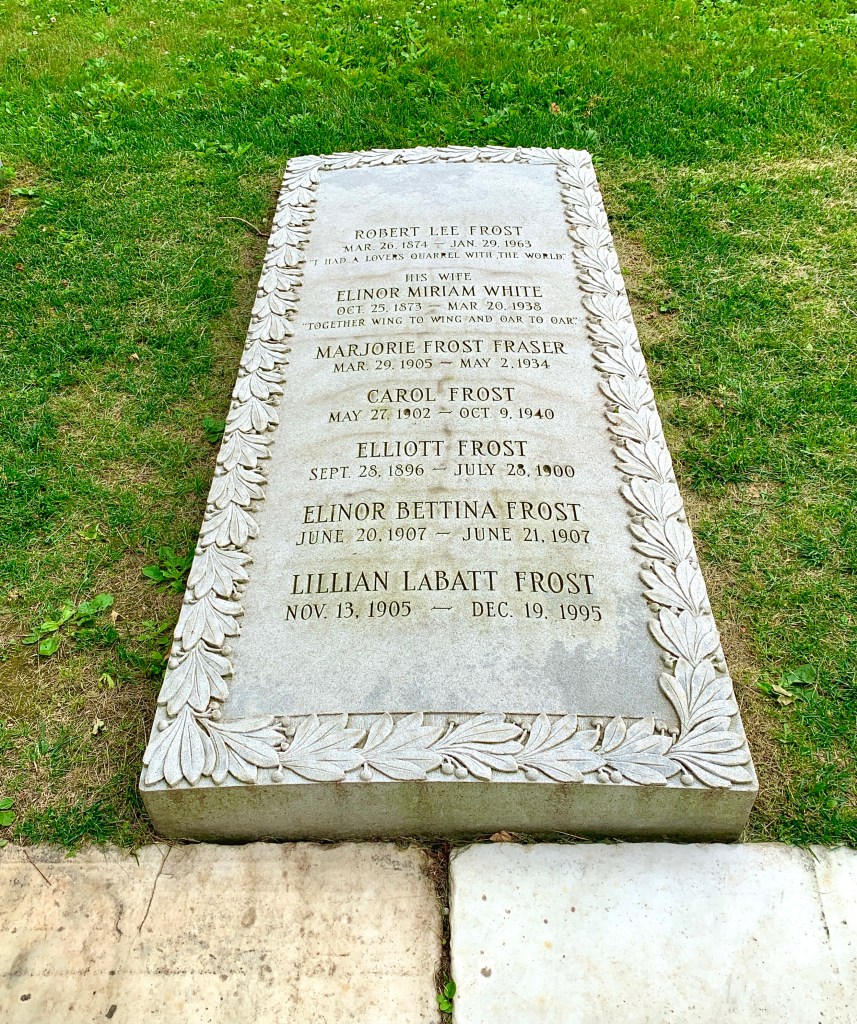 ROBERT LEE FROST
MAR. 26, 1874 – JAN. 29, 1963
"I HAD A LOVERS QUARREL WITH THE WORLD."
HIS WIFE
ELINOR MIRIAM WHITE
OCT. 25, 1873 – MAR. 20, 1938
"TOGETHER WING TO WING AND OAR TO OAR"
MARJORIE FROST FRASER
MAR. 29, 1905 – MAY 2, 1934
CAROL FROST
MAY 27, 1902 – OCT. 9, 1940
ELLIOTT FROST
SEPT. 28, 1896 – JULY 28, 1900
ELINOR BETTINA FROST
JUNE 20, 1907 – JUNE 21, 1907
LILLIAN LABATT FROST
NOV. 13, 1905 – DEC. 19, 1995